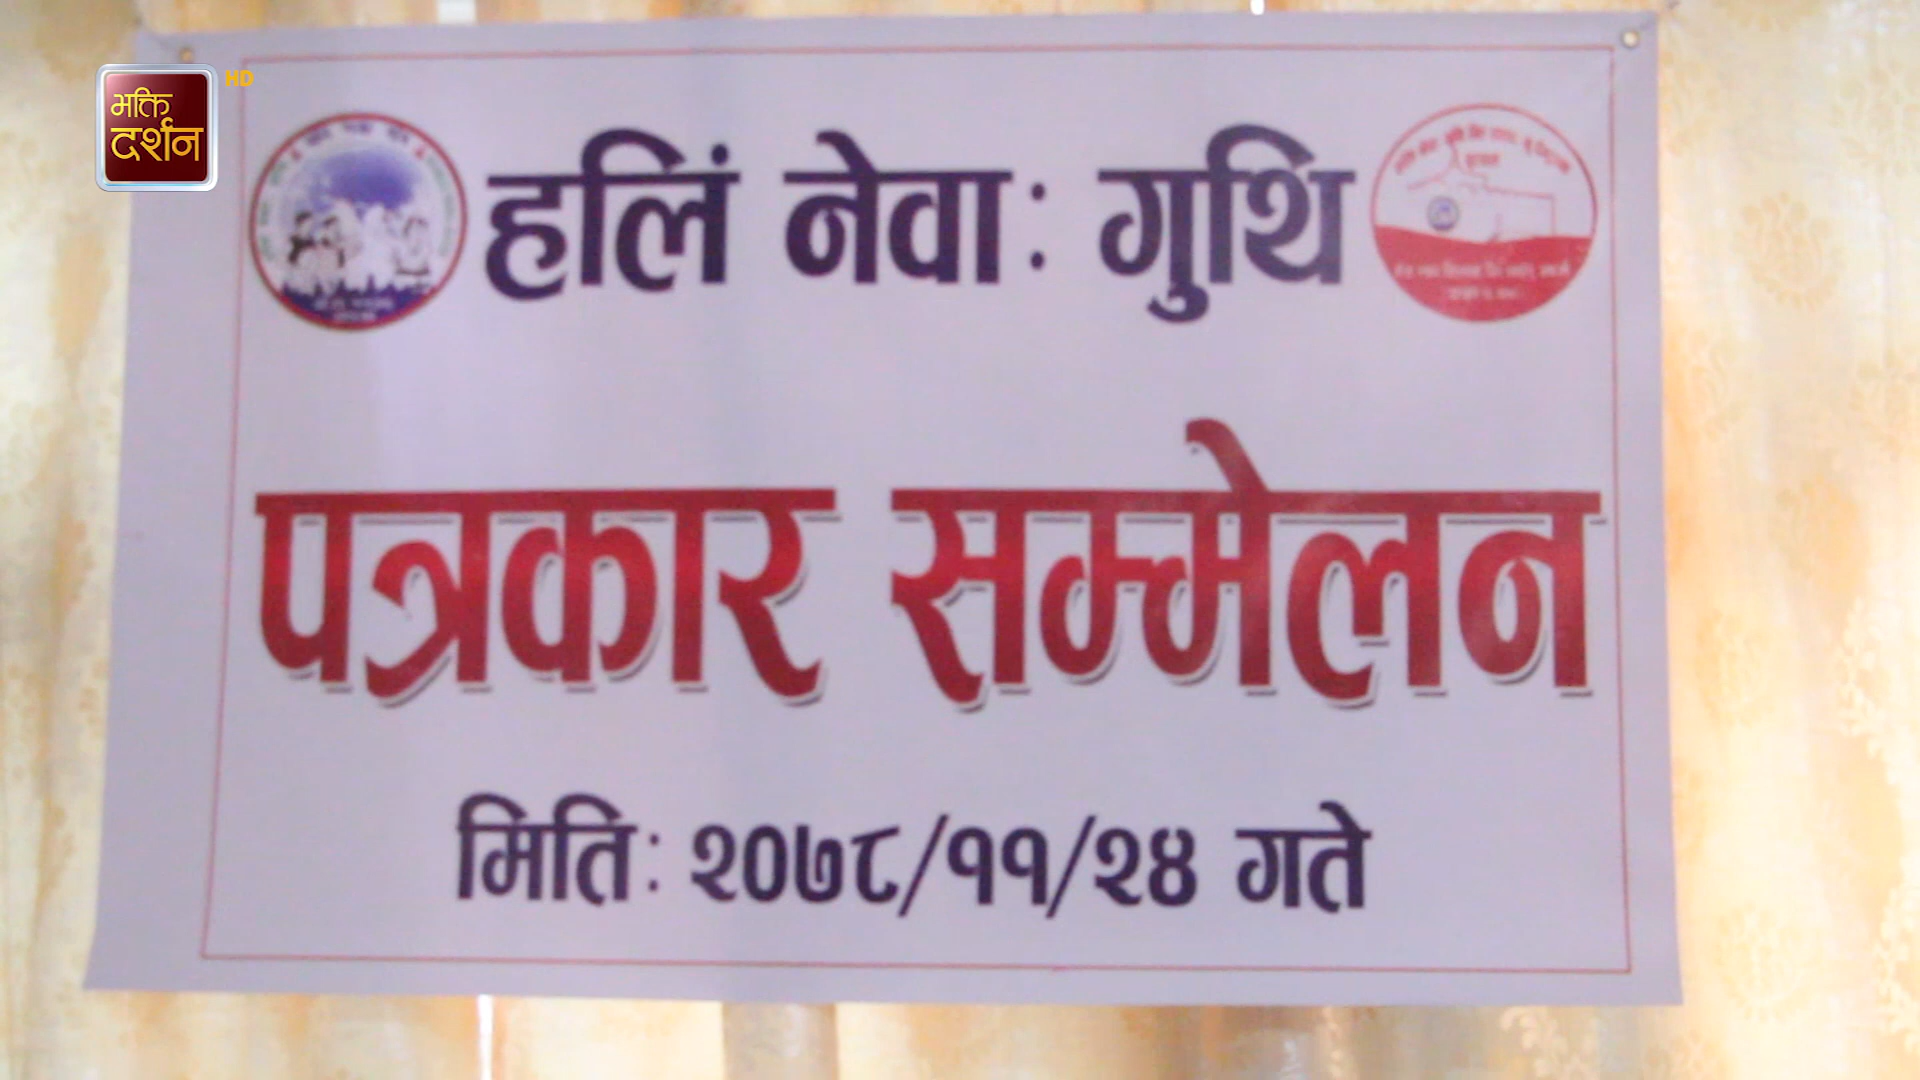 भक्ति
दर्शन
HD
हलिं नेवाः गुथि
पत्रकार सम्मेलन
मितिः २०७८/११/२४ गते